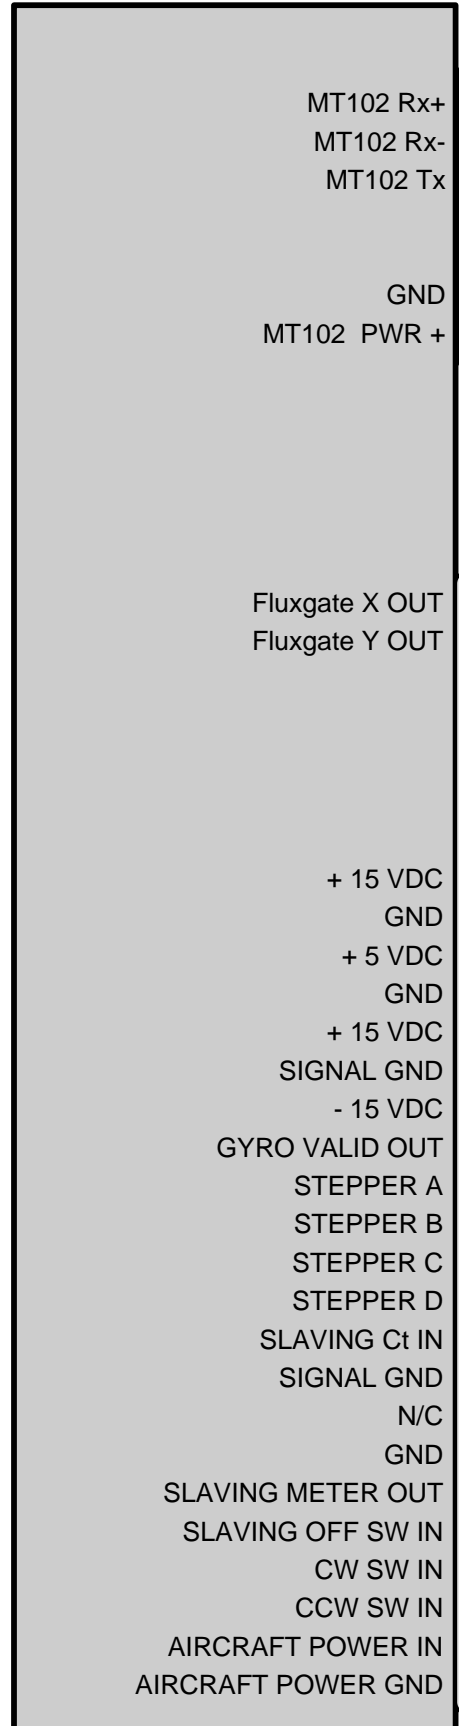 MT102 Rx+
MT102 Rx-
MT102 Tx
GND
MT102 PWR +
Fluxgate X OUT
Fluxgate Y OUT
+ 15 VDC
GND
+ 5 VDC
GND
+ 15 VDC
SIGNAL GND
- 15 VDC
GYRO VALID OUT
STEPPER A
STEPPER B
STEPPER C
STEPPER D
SLAVING Ct IN
SIGNAL GND
N/C
GND
SLAVING METER OUT
SLAVING OFF SW IN
CW SW IN
CCW SW IN
AIRCRAFT POWER IN
AIRCRAFT POWER GND